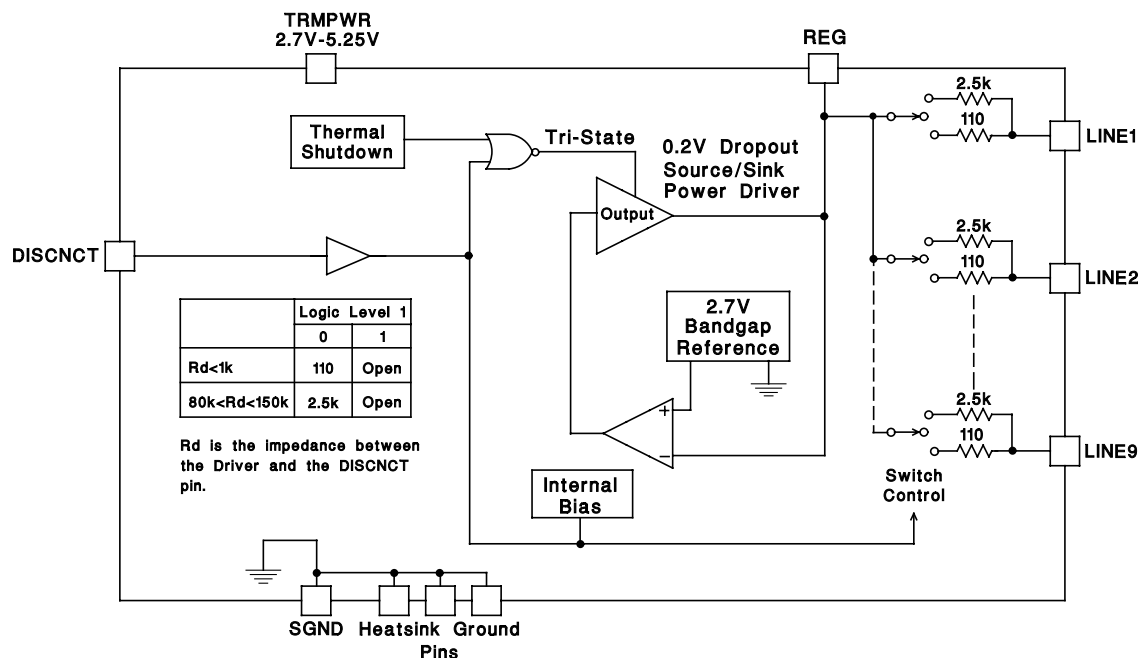 TRMPWR
2.7V-5.25V
REG
2.5k
110
LINE1
Thermal
Shutdown
Tri-State
0.2V Dropout
Source/Sink
Power Driver
Output
DISCNCT
2.5k
110
LINE2
Logic Level 1
0 1
Rd<1k 110 Open
80k<Rd<150k 2.5k Open
2.7V
Bandgap
Reference
+
−
2.5k
110
LINE9
Rd is the impedance between
the Driver and the DISCNCT
pin.
Internal
Bias
Switch
Control
SGND Heatsink Ground
Pins